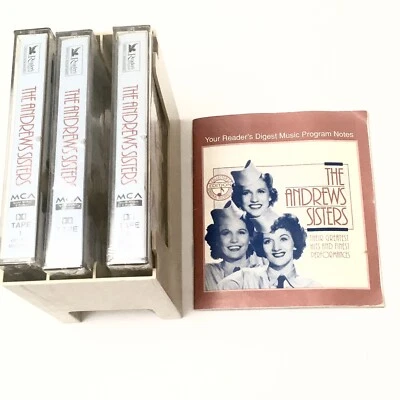 THE ANDREWS SISTERS
MCA
TAPE
THE ANDREWS SISTERS
MCA
TAPE
THE ANDREWS SISTERS
MCA
TAPE
Your Reader's Digest Music Program Notes
THE
ANDREWS
SISTERS
THEIR GREATEST
HITS AND FINEST
PERFORMANCES